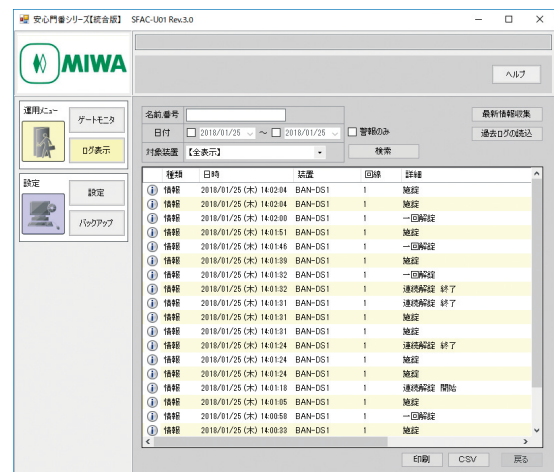 安心門番シリーズ【統合版】 SFAC-U01 Rev.3.0
MIWA
ヘルプ
運用メニュー
ゲートモニタ
ログ表示
設定
設定
バックアップ
名前,番号
最新情報収集
日付 2018/01/25 ～ 2018/01/25 警報のみ
過去ログの読込
対象装置 【全表示】 検索
種類 日時 装置 回線 詳細
情報 2018/01/25 (木) 14:02:04 BAN-DS1 1 施錠
情報 2018/01/25 (木) 14:02:04 BAN-DS1 1 施錠
情報 2018/01/25 (木) 14:02:00 BAN-DS1 1 一回解錠
情報 2018/01/25 (木) 14:01:51 BAN-DS1 1 施錠
情報 2018/01/25 (木) 14:01:46 BAN-DS1 1 一回解錠
情報 2018/01/25 (木) 14:01:39 BAN-DS1 1 施錠
情報 2018/01/25 (木) 14:01:32 BAN-DS1 1 一回解錠
情報 2018/01/25 (木) 14:01:32 BAN-DS1 1 連続解錠 終了
情報 2018/01/25 (木) 14:01:31 BAN-DS1 1 連続解錠 終了
情報 2018/01/25 (木) 14:01:31 BAN-DS1 1 施錠
情報 2018/01/25 (木) 14:01:31 BAN-DS1 1 施錠
情報 2018/01/25 (木) 14:01:24 BAN-DS1 1 連続解錠 終了
情報 2018/01/25 (木) 14:01:24 BAN-DS1 1 施錠
情報 2018/01/25 (木) 14:01:24 BAN-DS1 1 施錠
情報 2018/01/25 (木) 14:01:18 BAN-DS1 1 連続解錠 開始
情報 2018/01/25 (木) 14:01:05 BAN-DS1 1 施錠
情報 2018/01/25 (木) 14:00:58 BAN-DS1 1 一回解錠
情報 2018/01/25 (木) 14:00:33 BAN-DS1 1 施錠
印刷 CSV 戻る